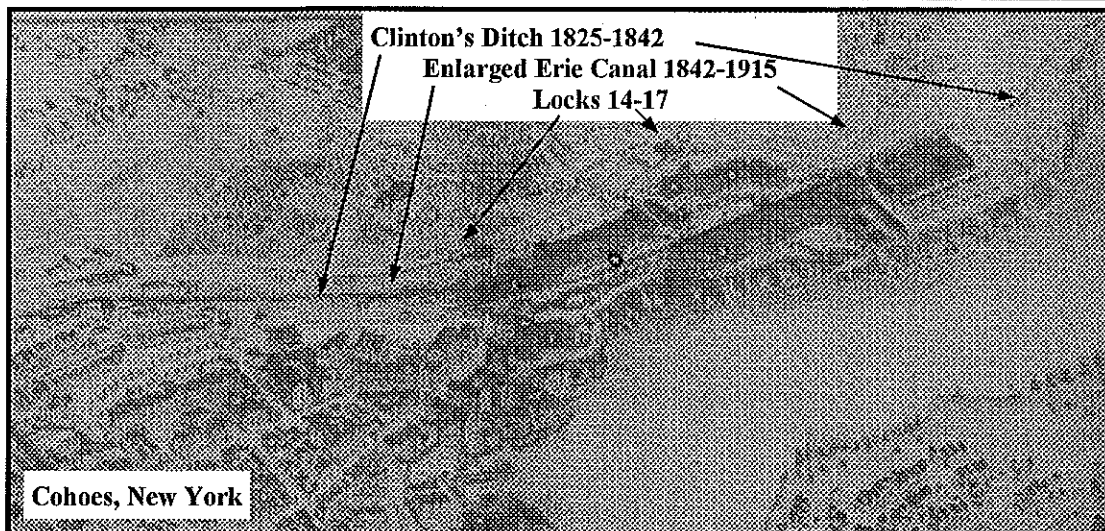 Clinton's Ditch 1825-1842
Enlarged Erie Canal 1842-1915
Locks 14-17
Cohoes, New York